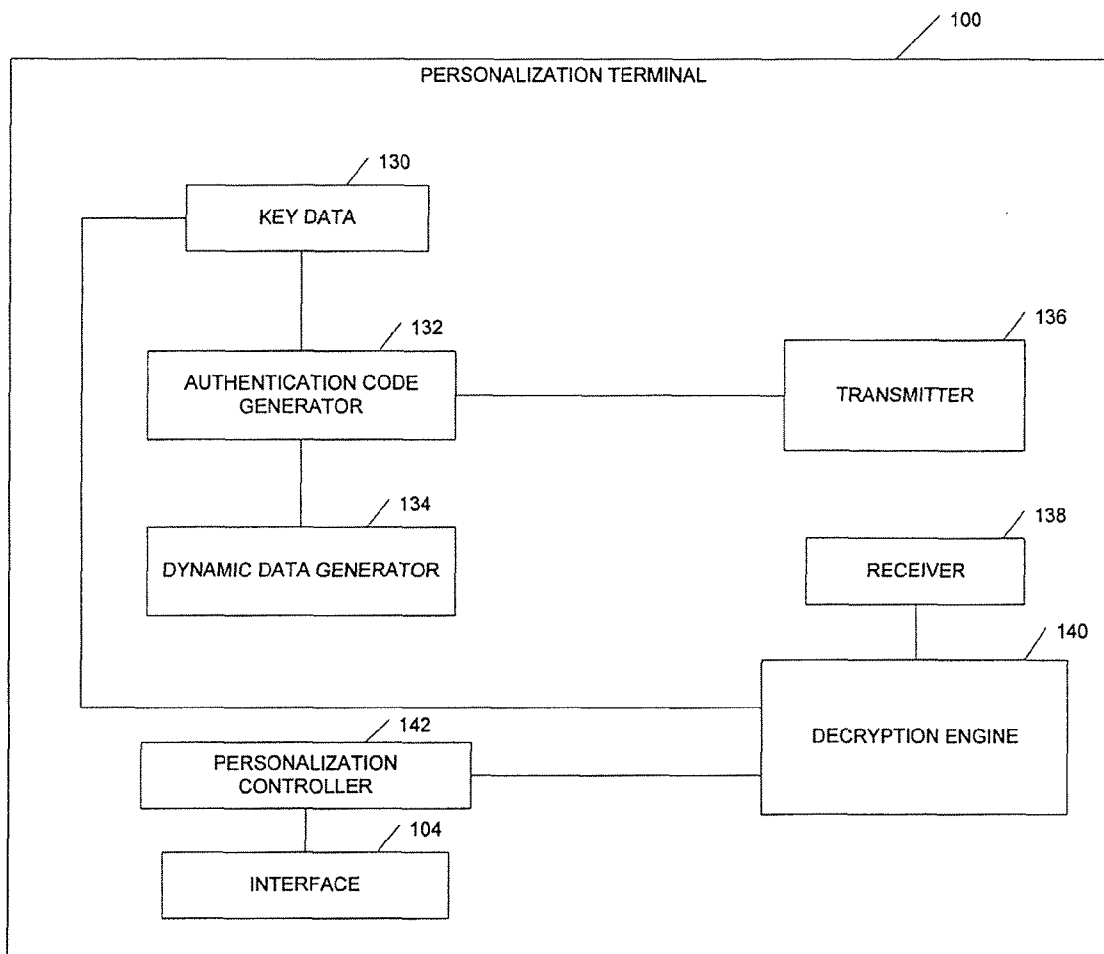 100
PERSONALIZATION TERMINAL
130
KEY DATA
132
AUTHENTICATION CODE
GENERATOR
136
TRANSMITTER
134
DYNAMIC DATA GENERATOR
138
RECEIVER
140
DECRYPTION ENGINE
142
PERSONALIZATION
CONTROLLER
104
INTERFACE